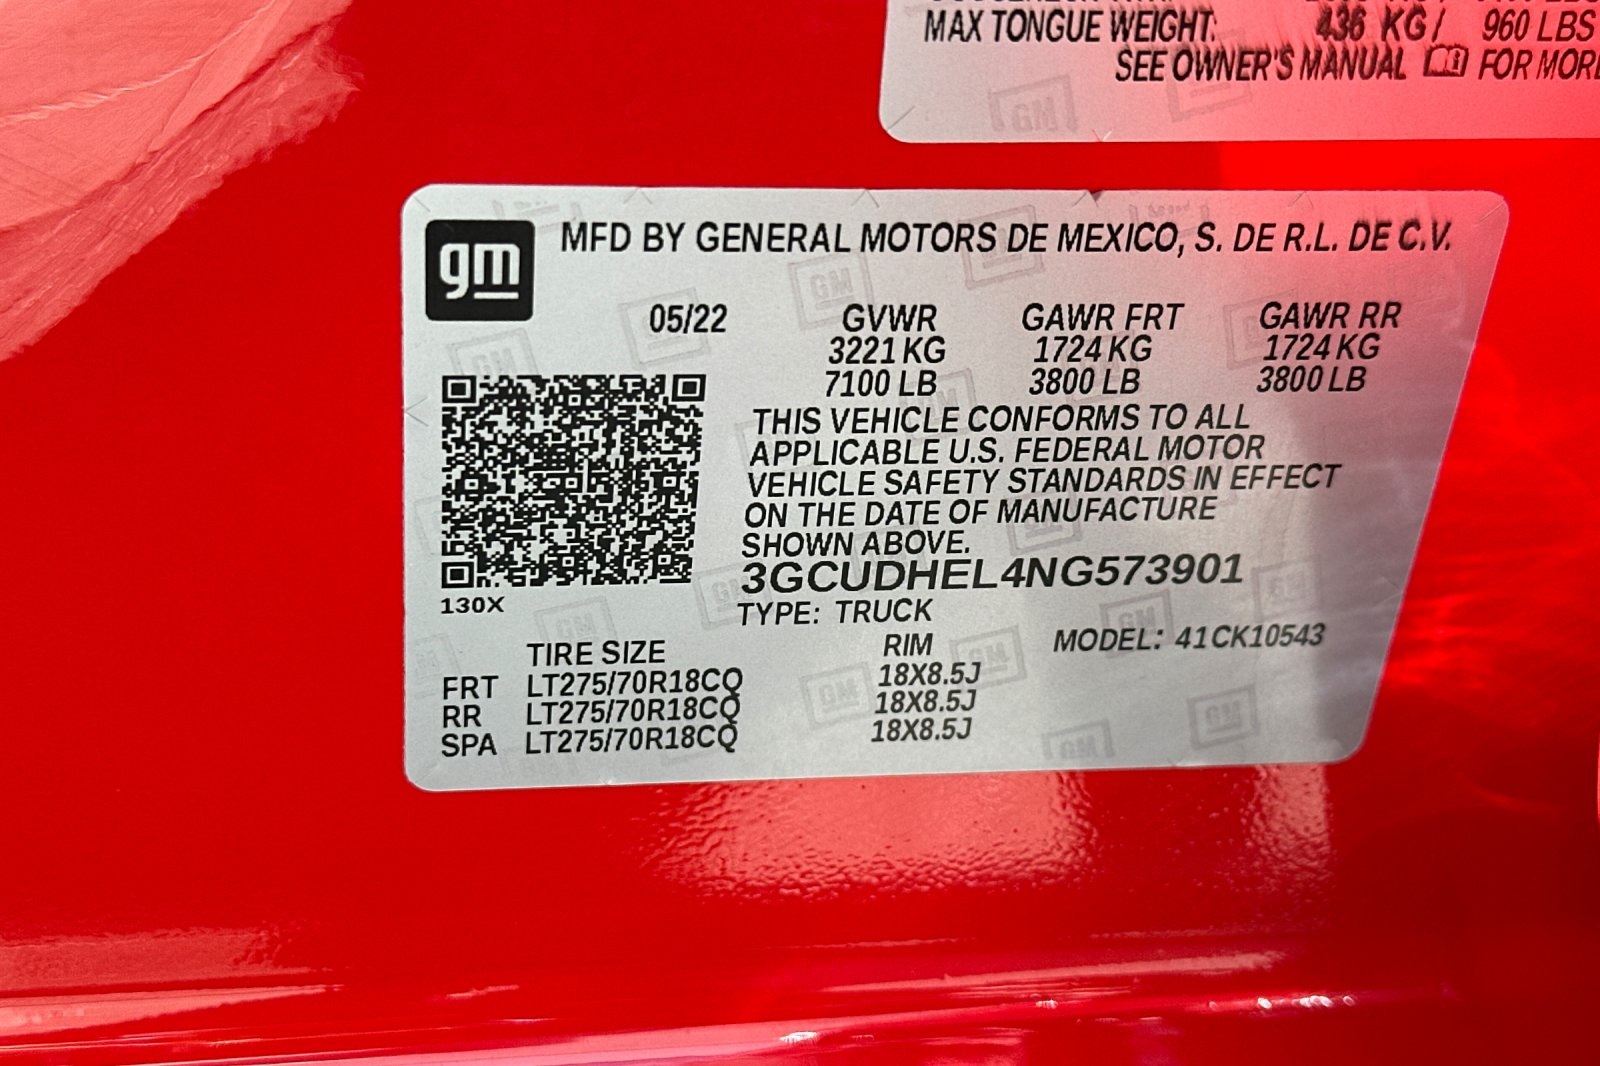 MAX TONGUE WEIGHT: 436 KG / 960 LBS
SEE OWNER'S MANUAL FOR MORE
gm
MFD BY GENERAL MOTORS DE MEXICO, S. DE R.L. DE C.V.
05/22 GVWR GAWR FRT GAWR RR
3221 KG 1724 KG 1724 KG
7100 LB 3800 LB 3800 LB
THIS VEHICLE CONFORMS TO ALL
APPLICABLE U.S. FEDERAL MOTOR
VEHICLE SAFETY STANDARDS IN EFFECT
ON THE DATE OF MANUFACTURE
SHOWN ABOVE.
3GCUDHEL4NG573901
130X
TYPE: TRUCK
TIRE SIZE RIM MODEL: 41CK10543
FRT LT275/70R18CQ 18X8.5J
RR LT275/70R18CQ 18X8.5J
SPA LT275/70R18CQ 18X8.5J